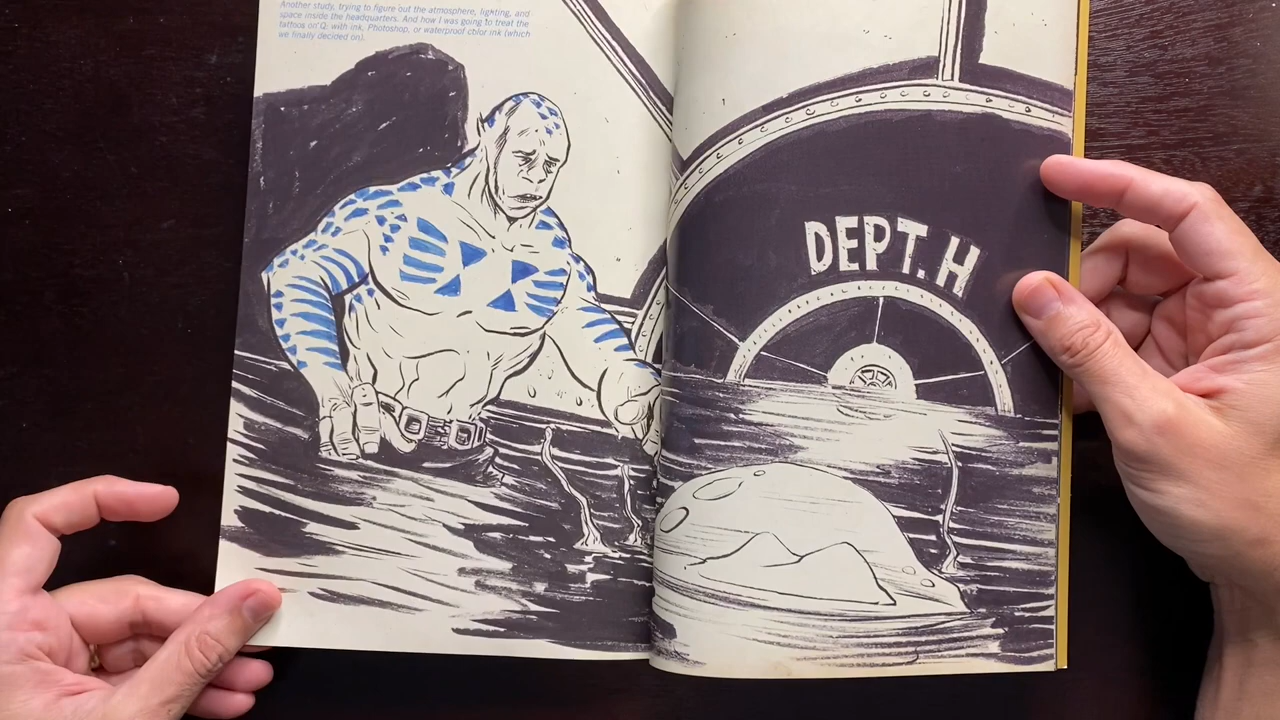 Another study, trying to figure out the atmosphere, lighting, and
space inside the headquarters. And how I was going to treat the
tattoos on Q: with ink, Photoshop, or waterproof color ink (which
we finally decided on).
DEPT. H